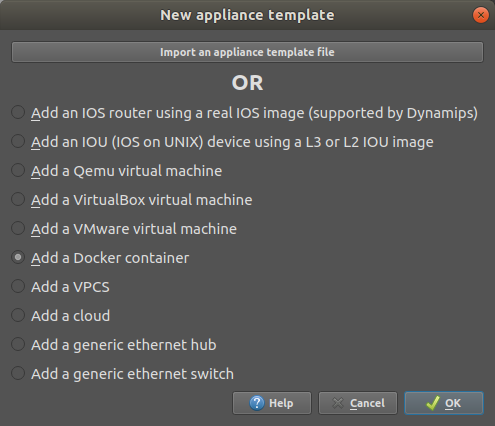 New appliance template
Import an appliance template file
OR
Add an IOS router using a real IOS image (supported by Dynamips)
Add an IOU (IOS on UNIX) device using a L3 or L2 IOU image
Add a Qemu virtual machine
Add a VirtualBox virtual machine
Add a VMware virtual machine
Add a Docker container
Add a VPCS
Add a cloud
Add a generic ethernet hub
Add a generic ethernet switch
Help Cancel OK